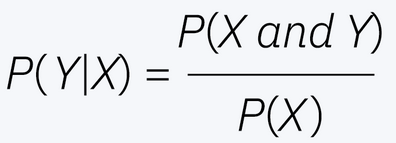 P(X and Y)
P(Y|X) =
P(X)